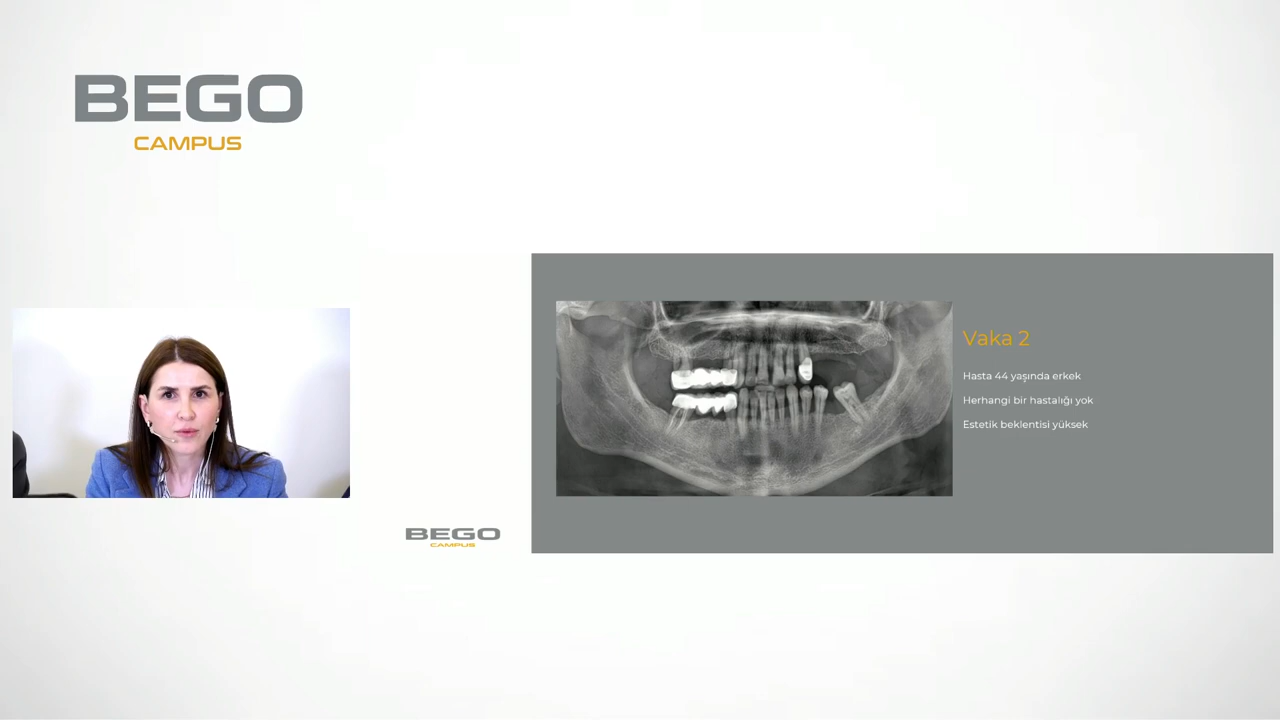 BEGO
CAMPUS
Vaka 2
Hasta 44 yaşında erkek
Herhangi bir hastalığı yok
Estetik beklentisi yüksek
BEGO
CAMPUS